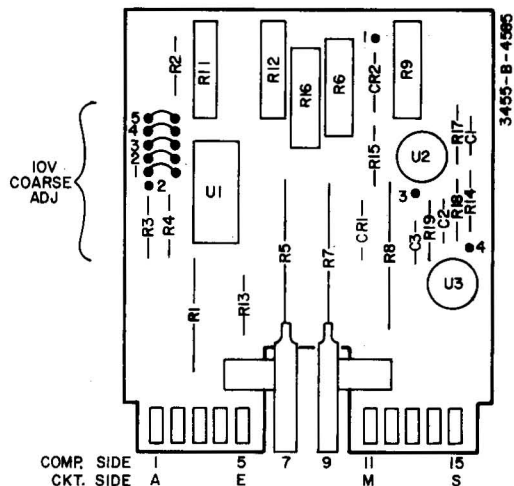 3455-B-4585
1
R2
R11
R12
R16
R6
CR2
R9
5
4
3
2
1
2
10V
COARSE
ADJ
U1
R3
R4
R15
U2
R17
C1
3
R5
R7
CR1
R8
C3
R19
C2
R18
R14
4
U3
R1
R13
COMP. SIDE 1 5 7 9 11 15
CKT. SIDE A E M S